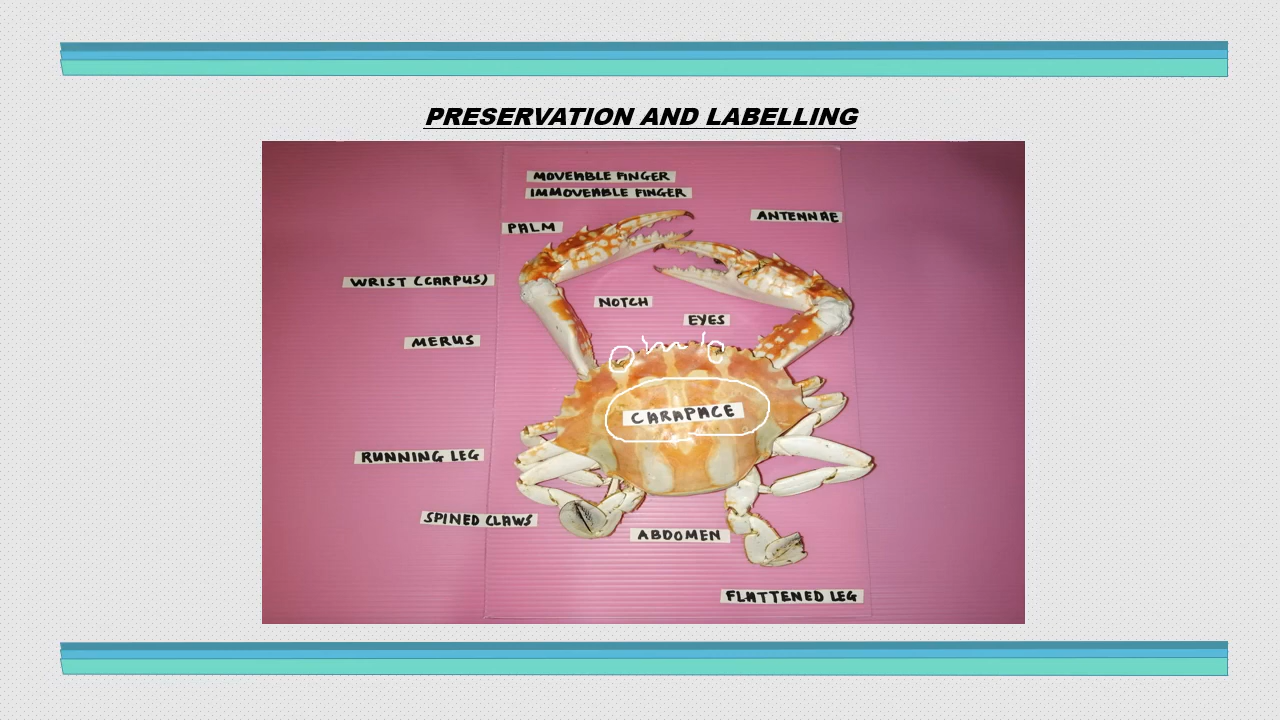 PRESERVATION AND LABELLING
MOVEABLE FINGER
IMMOVEABLE FINGER
ANTENNAE
PALM
WRIST (CARPUS)
NOTCH
EYES
MERUS
CARAPACE
RUNNING LEG
SPINED CLAWS
ABDOMEN
FLATTENED LEG